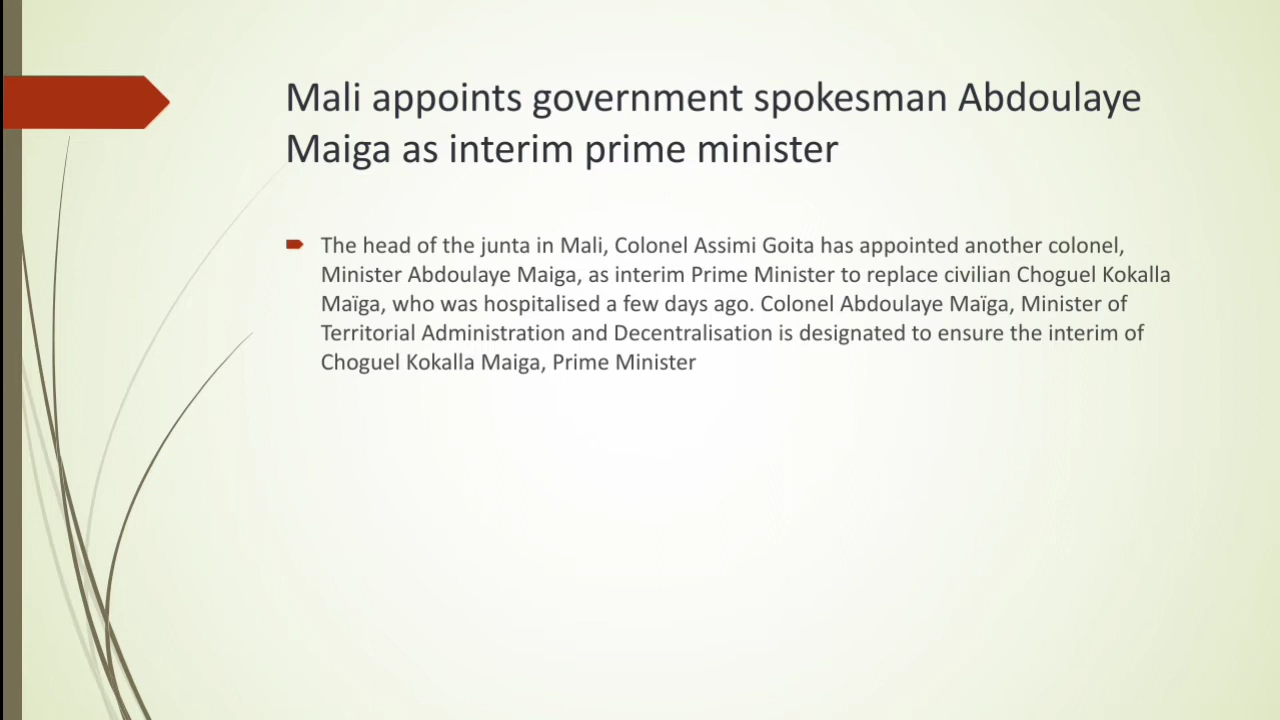 Mali appoints government spokesman Abdoulaye
Maiga as interim prime minister
The head of the junta in Mali, Colonel Assimi Goita has appointed another colonel,
Minister Abdoulaye Maiga, as interim Prime Minister to replace civilian Choguel Kokalla
Maïga, who was hospitalised a few days ago. Colonel Abdoulaye Maïga, Minister of
Territorial Administration and Decentralisation is designated to ensure the interim of
Choguel Kokalla Maiga, Prime Minister